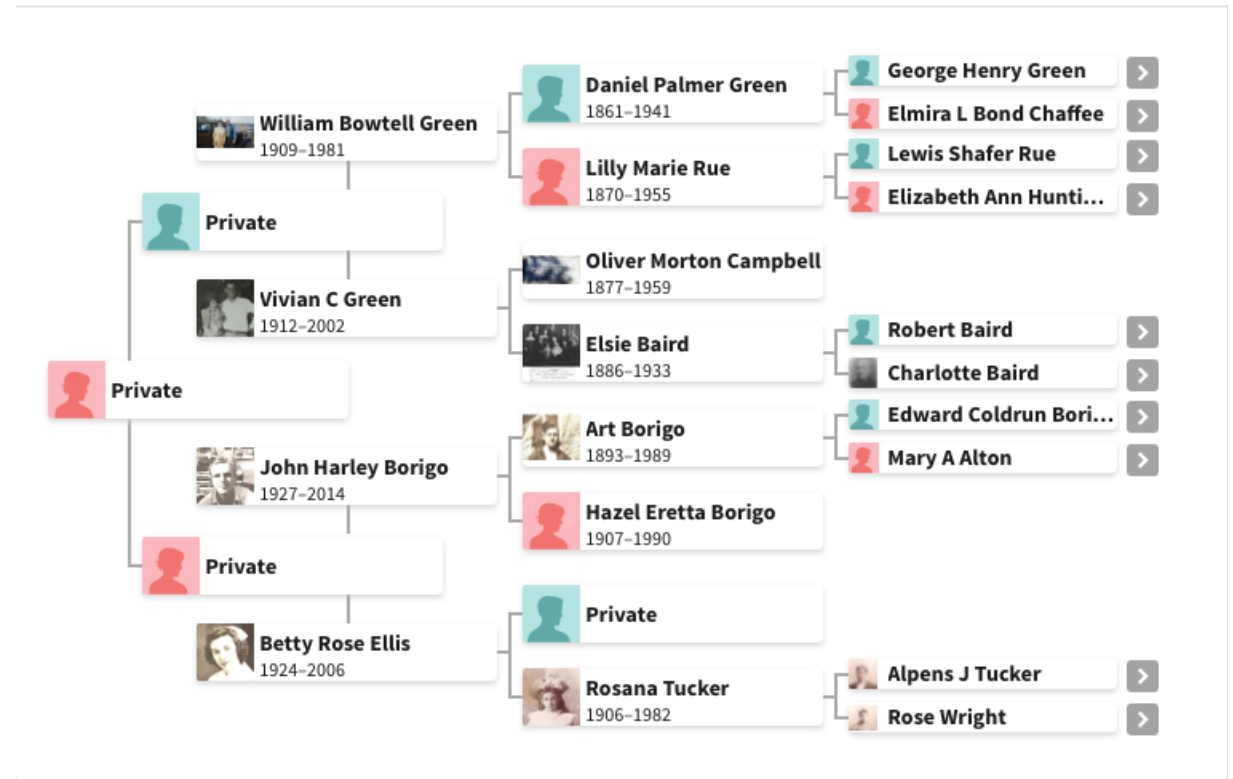 George Henry Green
Daniel Palmer Green
1861–1941
Elmira L Bond Chaffee
William Bowtell Green
1909–1981
Lewis Shafer Rue
Lilly Marie Rue
1870–1955
Elizabeth Ann Hunti...
Private
Oliver Morton Campbell
1877–1959
Vivian C Green
1912–2002
Robert Baird
Elsie Baird
1886–1933
Charlotte Baird
Private
Edward Coldrun Bori...
Art Borigo
1893–1989
Mary A Alton
John Harley Borigo
1927–2014
Hazel Eretta Borigo
1907–1990
Private
Private
Betty Rose Ellis
1924–2006
Alpens J Tucker
Rosana Tucker
1906–1982
Rose Wright